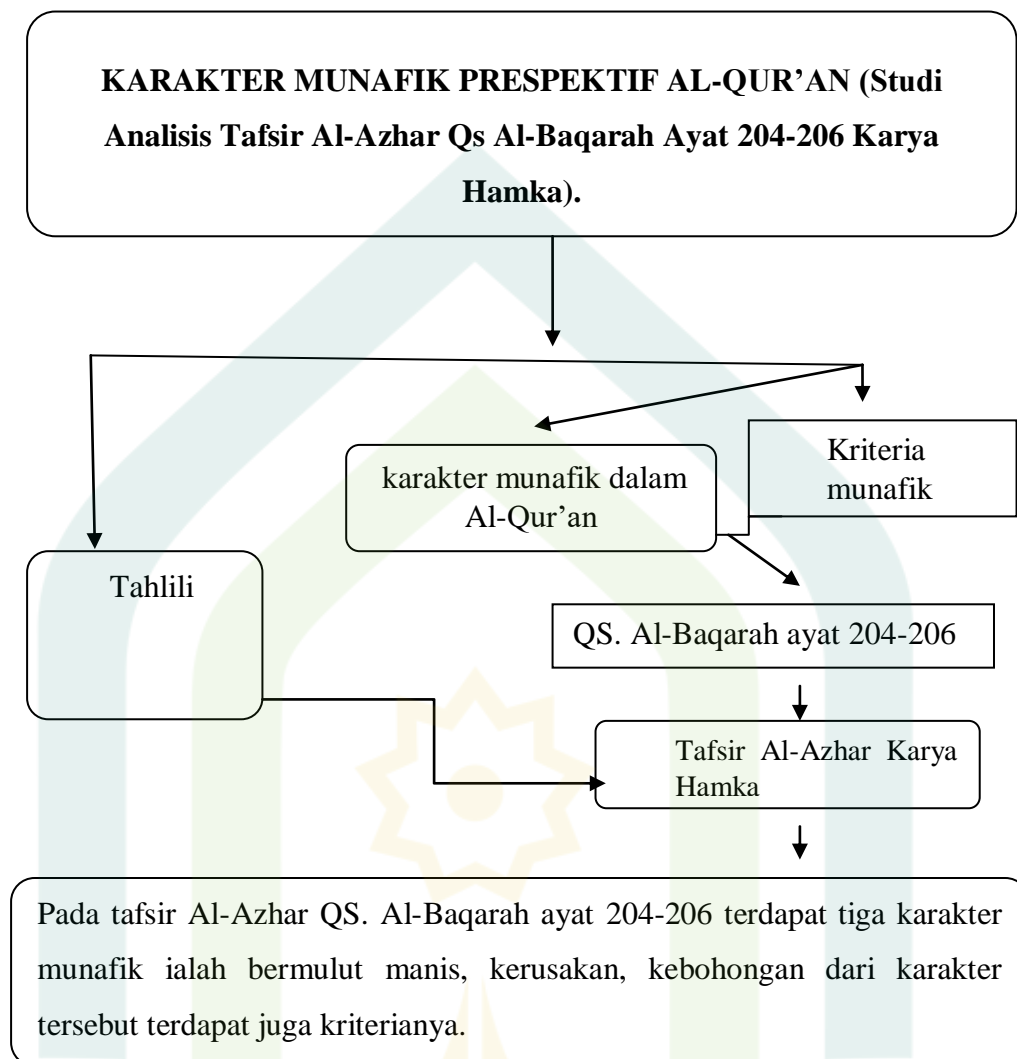 KARAKTER MUNAFIK PRESPEKTIF AL-QUR’AN (Studi
Analisis Tafsir Al-Azhar Qs Al-Baqarah Ayat 204-206 Karya
Hamka).
karakter munafik dalam
Al-Qur’an
Kriteria
munafik
Tahlili
QS. Al-Baqarah ayat 204-206
Tafsir Al-Azhar Karya
Hamka
Pada tafsir Al-Azhar QS. Al-Baqarah ayat 204-206 terdapat tiga karakter
munafik ialah bermulut manis, kerusakan, kebohongan dari karakter
tersebut terdapat juga kriterianya.